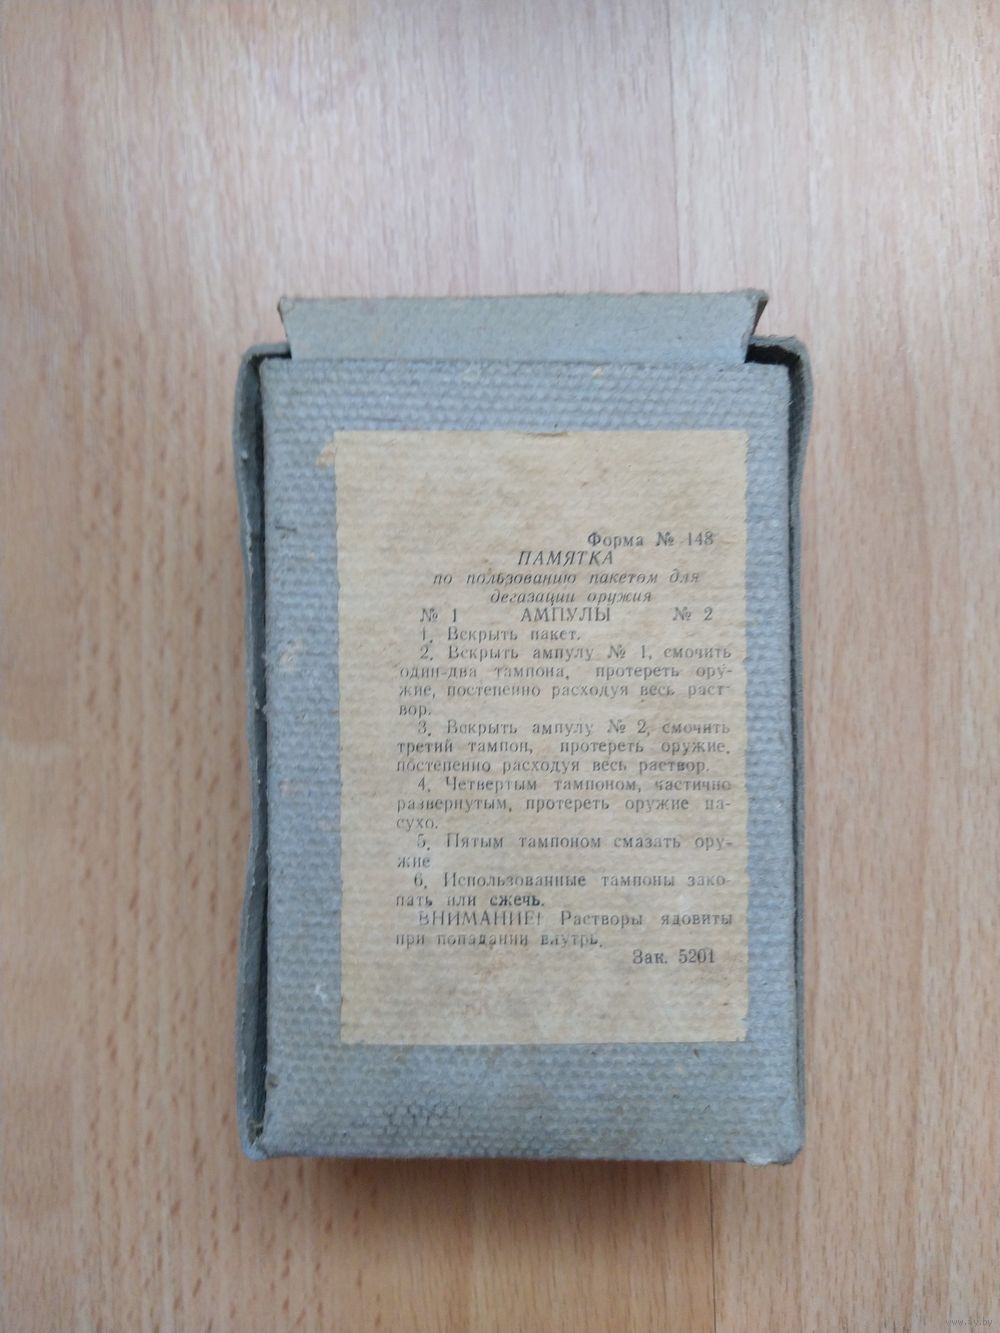 Форма № 148
ПАМЯТКА
по пользованию пакетом для
дегазации оружия
№ 1 АМПУЛЫ № 2
1. Вскрыть пакет.
2. Вскрыть ампулу № 1, смочить
один-два тампона, протереть ору-
жие, постепенно расходуя весь раст-
вор.
3. Вскрыть ампулу № 2, смочить
третий тампон, протереть оружие,
постепенно расходуя весь раствор.
4. Четвертым тампоном, частично
развернутым, протереть оружие на-
сухо.
5. Пятым тампоном смазать ору-
жие
6. Использованные тампоны зако-
пать или сжечь.
ВНИМАНИЕ! Растворы ядовиты
при попадании внутрь.
Зак. 5201
www.ay.by